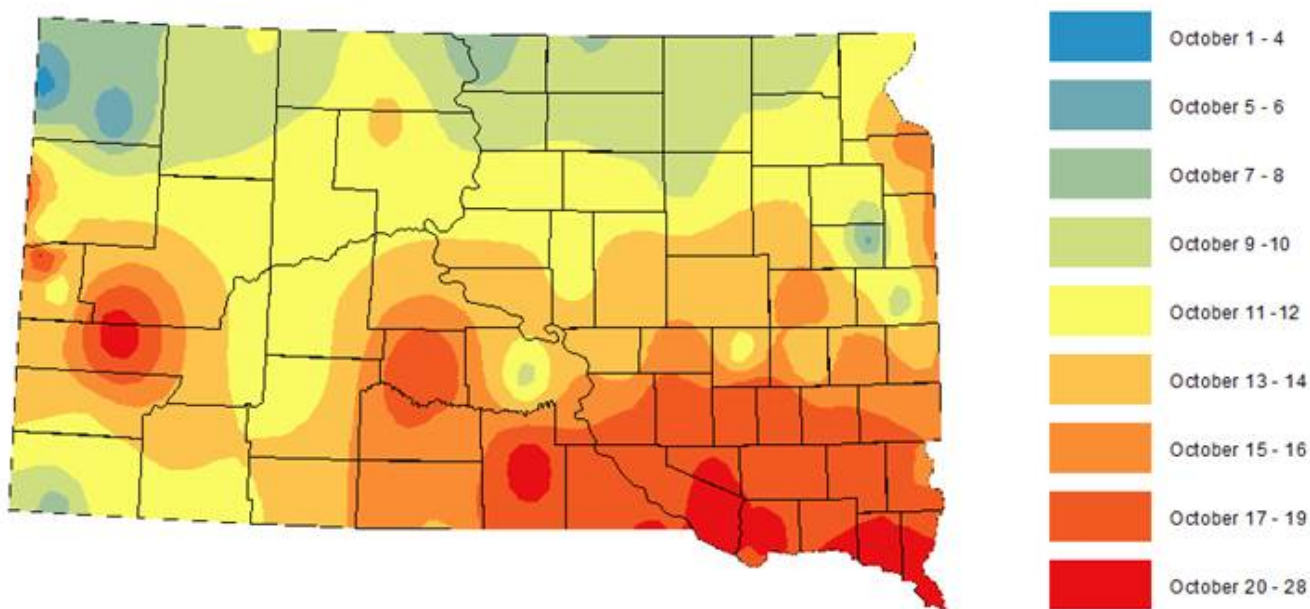 October 1 - 4
October 5 - 6
October 7 - 8
October 9 -10
October 11 -12
October 13 - 14
October 15 - 16
October 17 - 19
October 20 - 28